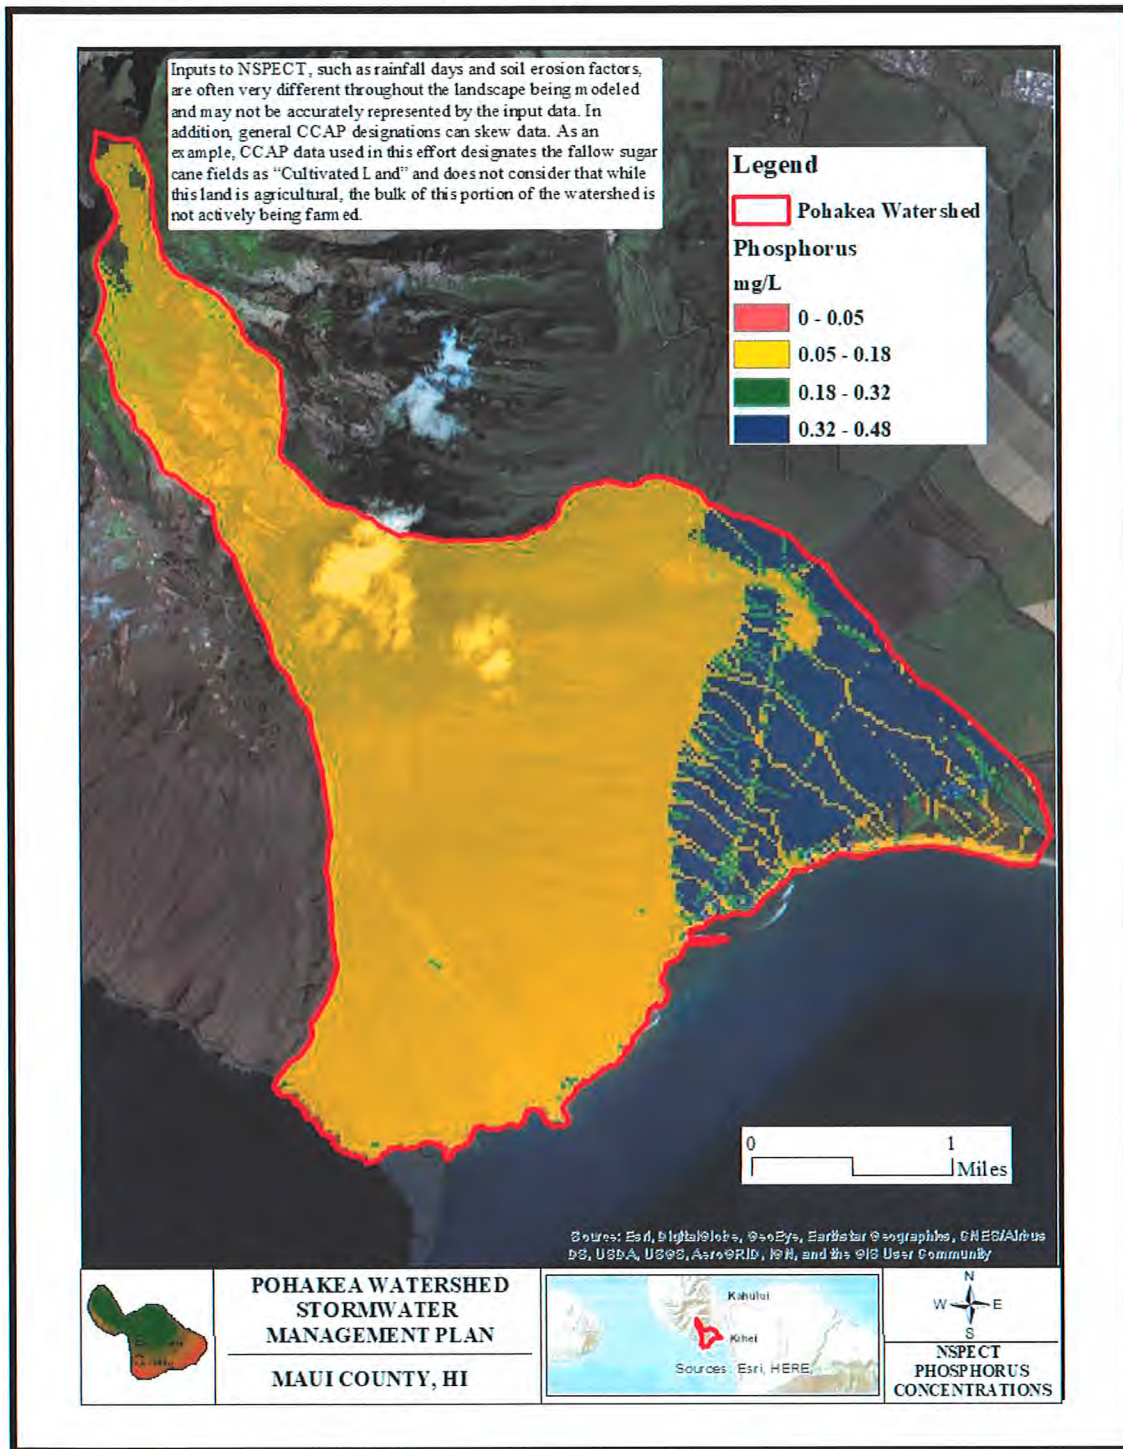 Inputs to NSPECT, such as rainfall days and soil erosion factors,
are often very different throughout the landscape being modeled
and may not be accurately represented by the input data. In
addition, general CCAP designations can skew data. As an
example, CCAP data used in this effort designates the fallow sugar
cane fields as “Cultivated Land” and does not consider that while
this land is agricultural, the bulk of this portion of the watershed is
not actively being farmed.
Legend
Pohakea Watershed
Phosphorus
mg/L
0 - 0.05
0.05 - 0.18
0.18 - 0.32
0.32 - 0.48
0 1
Miles
Source: Esri, DigitalGlobe, GeoEye, Earthstar Geographics, CNES/Airbus
DS, USDA, USGS, AeroGRID, IGN, and the GIS User Community
POHAKEA WATERSHED
STORMWATER
MANAGEMENT PLAN
MAUI COUNTY, HI
Kahului
Kihei
Sources: Esri, HERE,
N
W E
S
NSPECT
PHOSPHORUS
CONCENTRATIONS